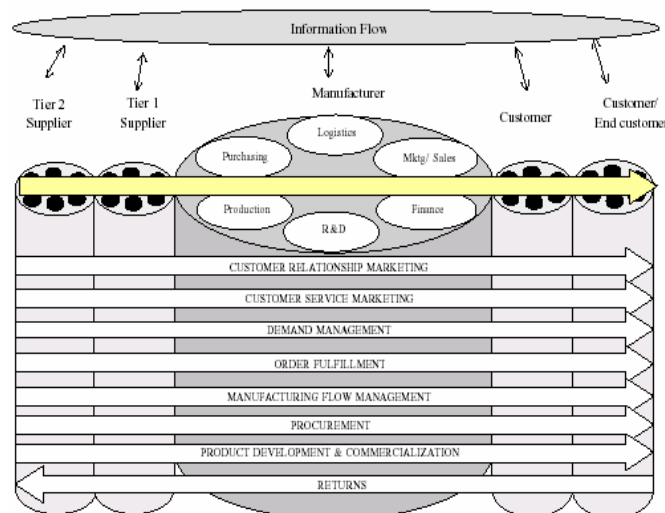 Information Flow
Tier 2
Supplier
Tier 1
Supplier
Manufacturer
Customer
Customer/
End customer
Logistics
Purchasing
Mktg/ Sales
Production
Finance
R&D
CUSTOMER RELATIONSHIP MARKETING
CUSTOMER SERVICE MARKETING
DEMAND MANAGEMENT
ORDER FULFILLMENT
MANUFACTURING FLOW MANAGEMENT
PROCUREMENT
PRODUCT DEVELOPMENT & COMMERCIALIZATION
RETURNS